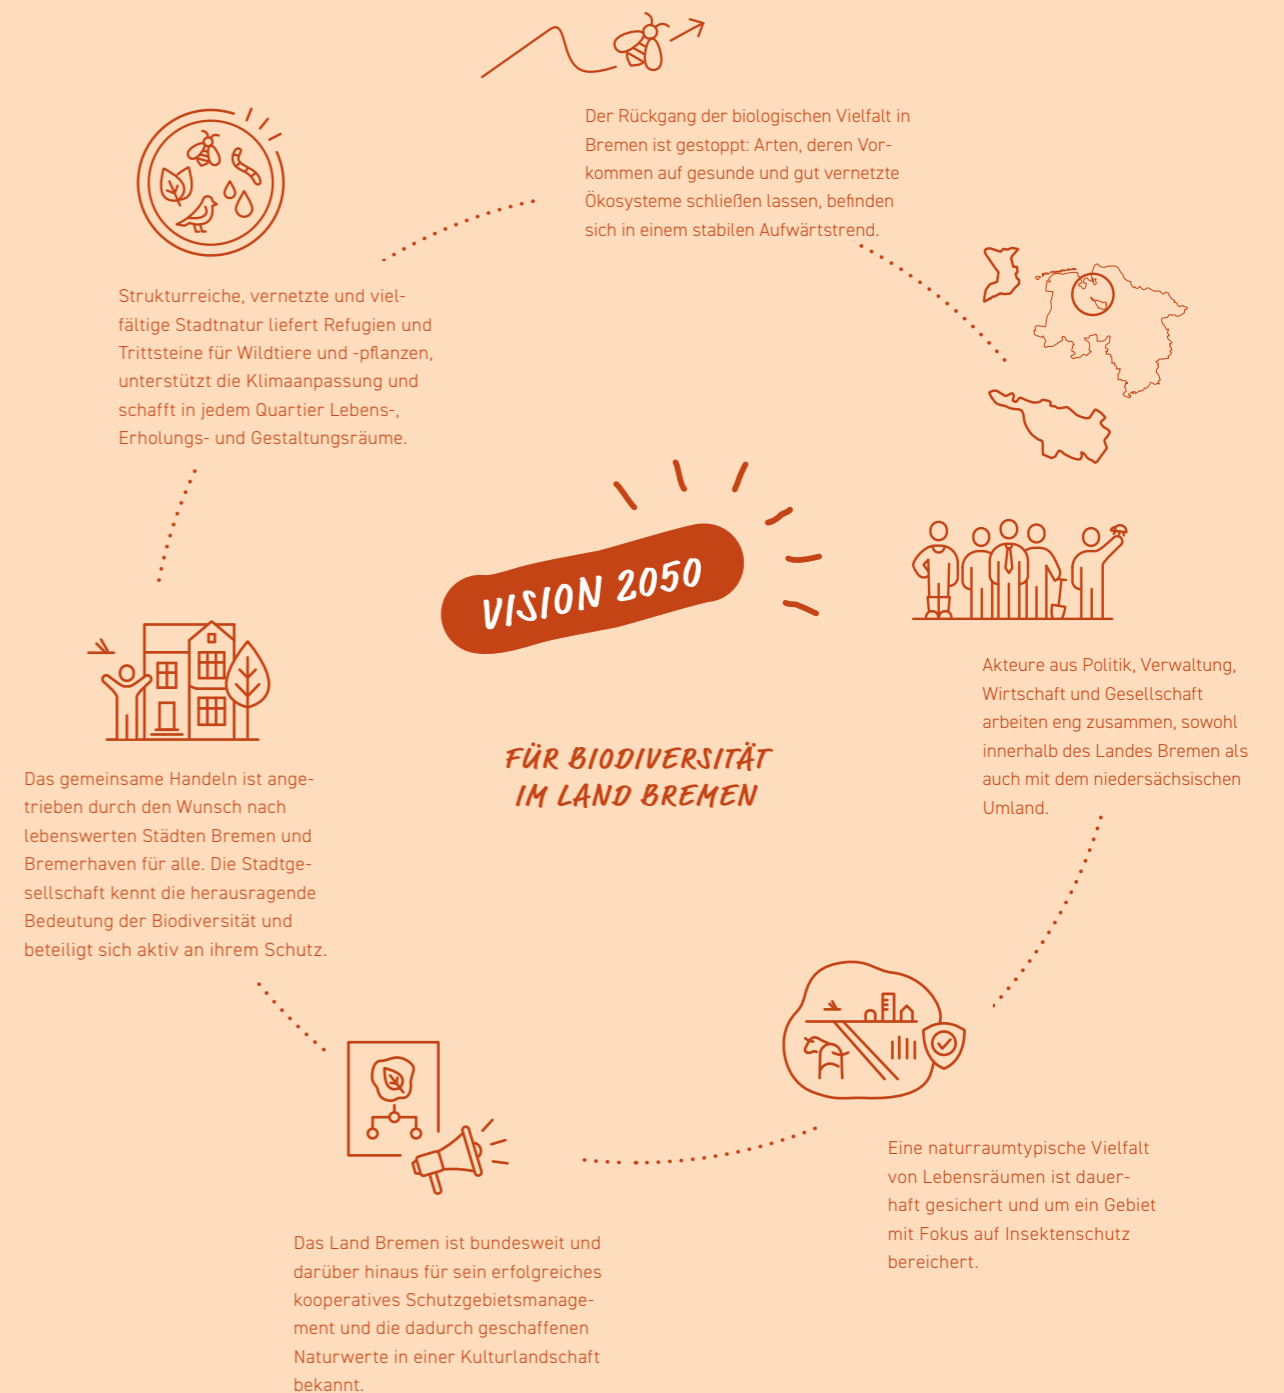 Der Rückgang der biologischen Vielfalt in
Bremen ist gestoppt: Arten, deren Vor-
kommen auf gesunde und gut vernetzte
Ökosysteme schließen lassen, befinden
sich in einem stabilen Aufwärtstrend.
Strukturreiche, vernetzte und viel-
fältige Stadtnatur liefert Refugien und
Trittsteine für Wildtiere und -pflanzen,
unterstützt die Klimaanpassung und
schafft in jedem Quartier Lebens-,
Erholungs- und Gestaltungsräume.
VISION 2050
FÜR BIODIVERSITÄT
IM LAND BREMEN
Akteure aus Politik, Verwaltung,
Wirtschaft und Gesellschaft
arbeiten eng zusammen, sowohl
innerhalb des Landes Bremen als
auch mit dem niedersächsischen
Umland.
Das gemeinsame Handeln ist ange-
trieben durch den Wunsch nach
lebenswerten Städten Bremen und
Bremerhaven für alle. Die Stadtge-
sellschaft kennt die herausragende
Bedeutung der Biodiversität und
beteiligt sich aktiv an ihrem Schutz.
Eine naturraumtypische Vielfalt
von Lebensräumen ist dauer-
haft gesichert und um ein Gebiet
mit Fokus auf Insektenschutz
bereichert.
Das Land Bremen ist bundesweit und
darüber hinaus für sein erfolgreiches
kooperatives Schutzgebietsmanage-
ment und die dadurch geschaffenen
Naturwerte in einer Kulturlandschaft
bekannt.